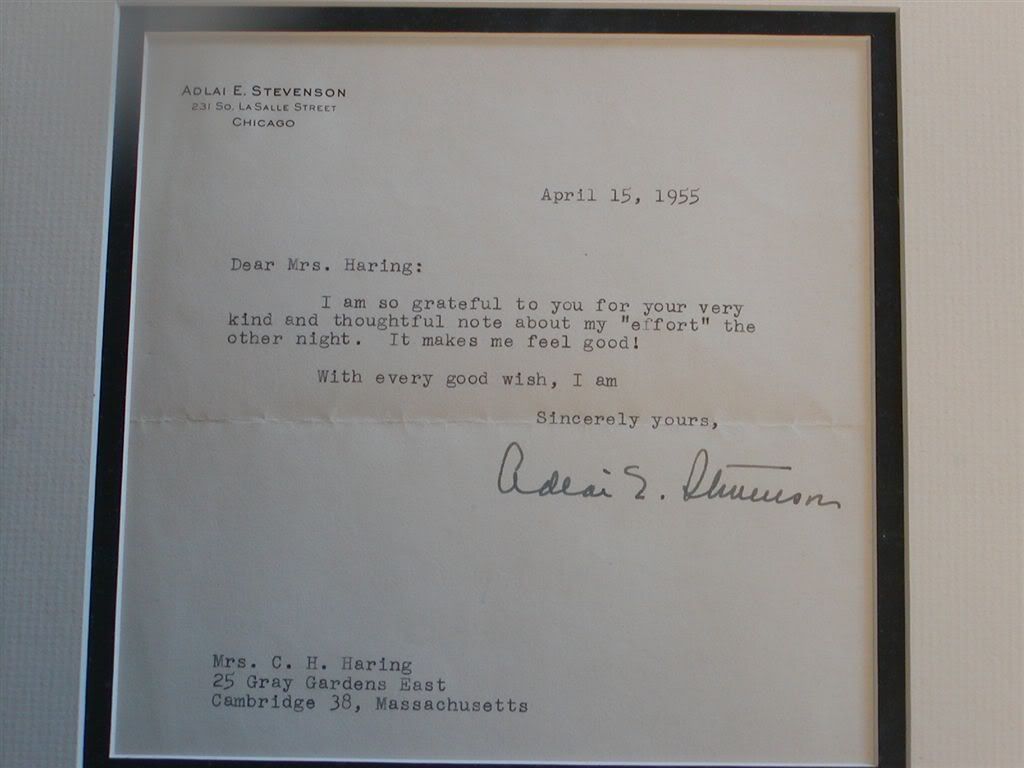 ADLAI E. STEVENSON
231 SO. LASALLE STREET
CHICAGO
April 15, 1955
Dear Mrs. Haring:
I am so grateful to you for your very
kind and thoughtful note about my "effort" the
other night. It makes me feel good!
With every good wish, I am
Sincerely yours,
Adlai E. Stevenson
Mrs. C. H. Haring
25 Gray Gardens East
Cambridge 38, Massachusetts